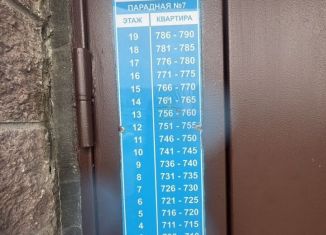 ПАРАДНАЯ №7
ЭТАЖ КВАРТИРА
19 786 - 790
18 781 - 785
17 776 - 780
16 771 - 775
15 766 - 770
14 761 - 765
13 756 - 760
12 751 - 755
11 746 - 750
10 741 - 745
9 736 - 740
8 731 - 735
7 726 - 730
6 721 - 725
5 716 - 720
4 711 - 715